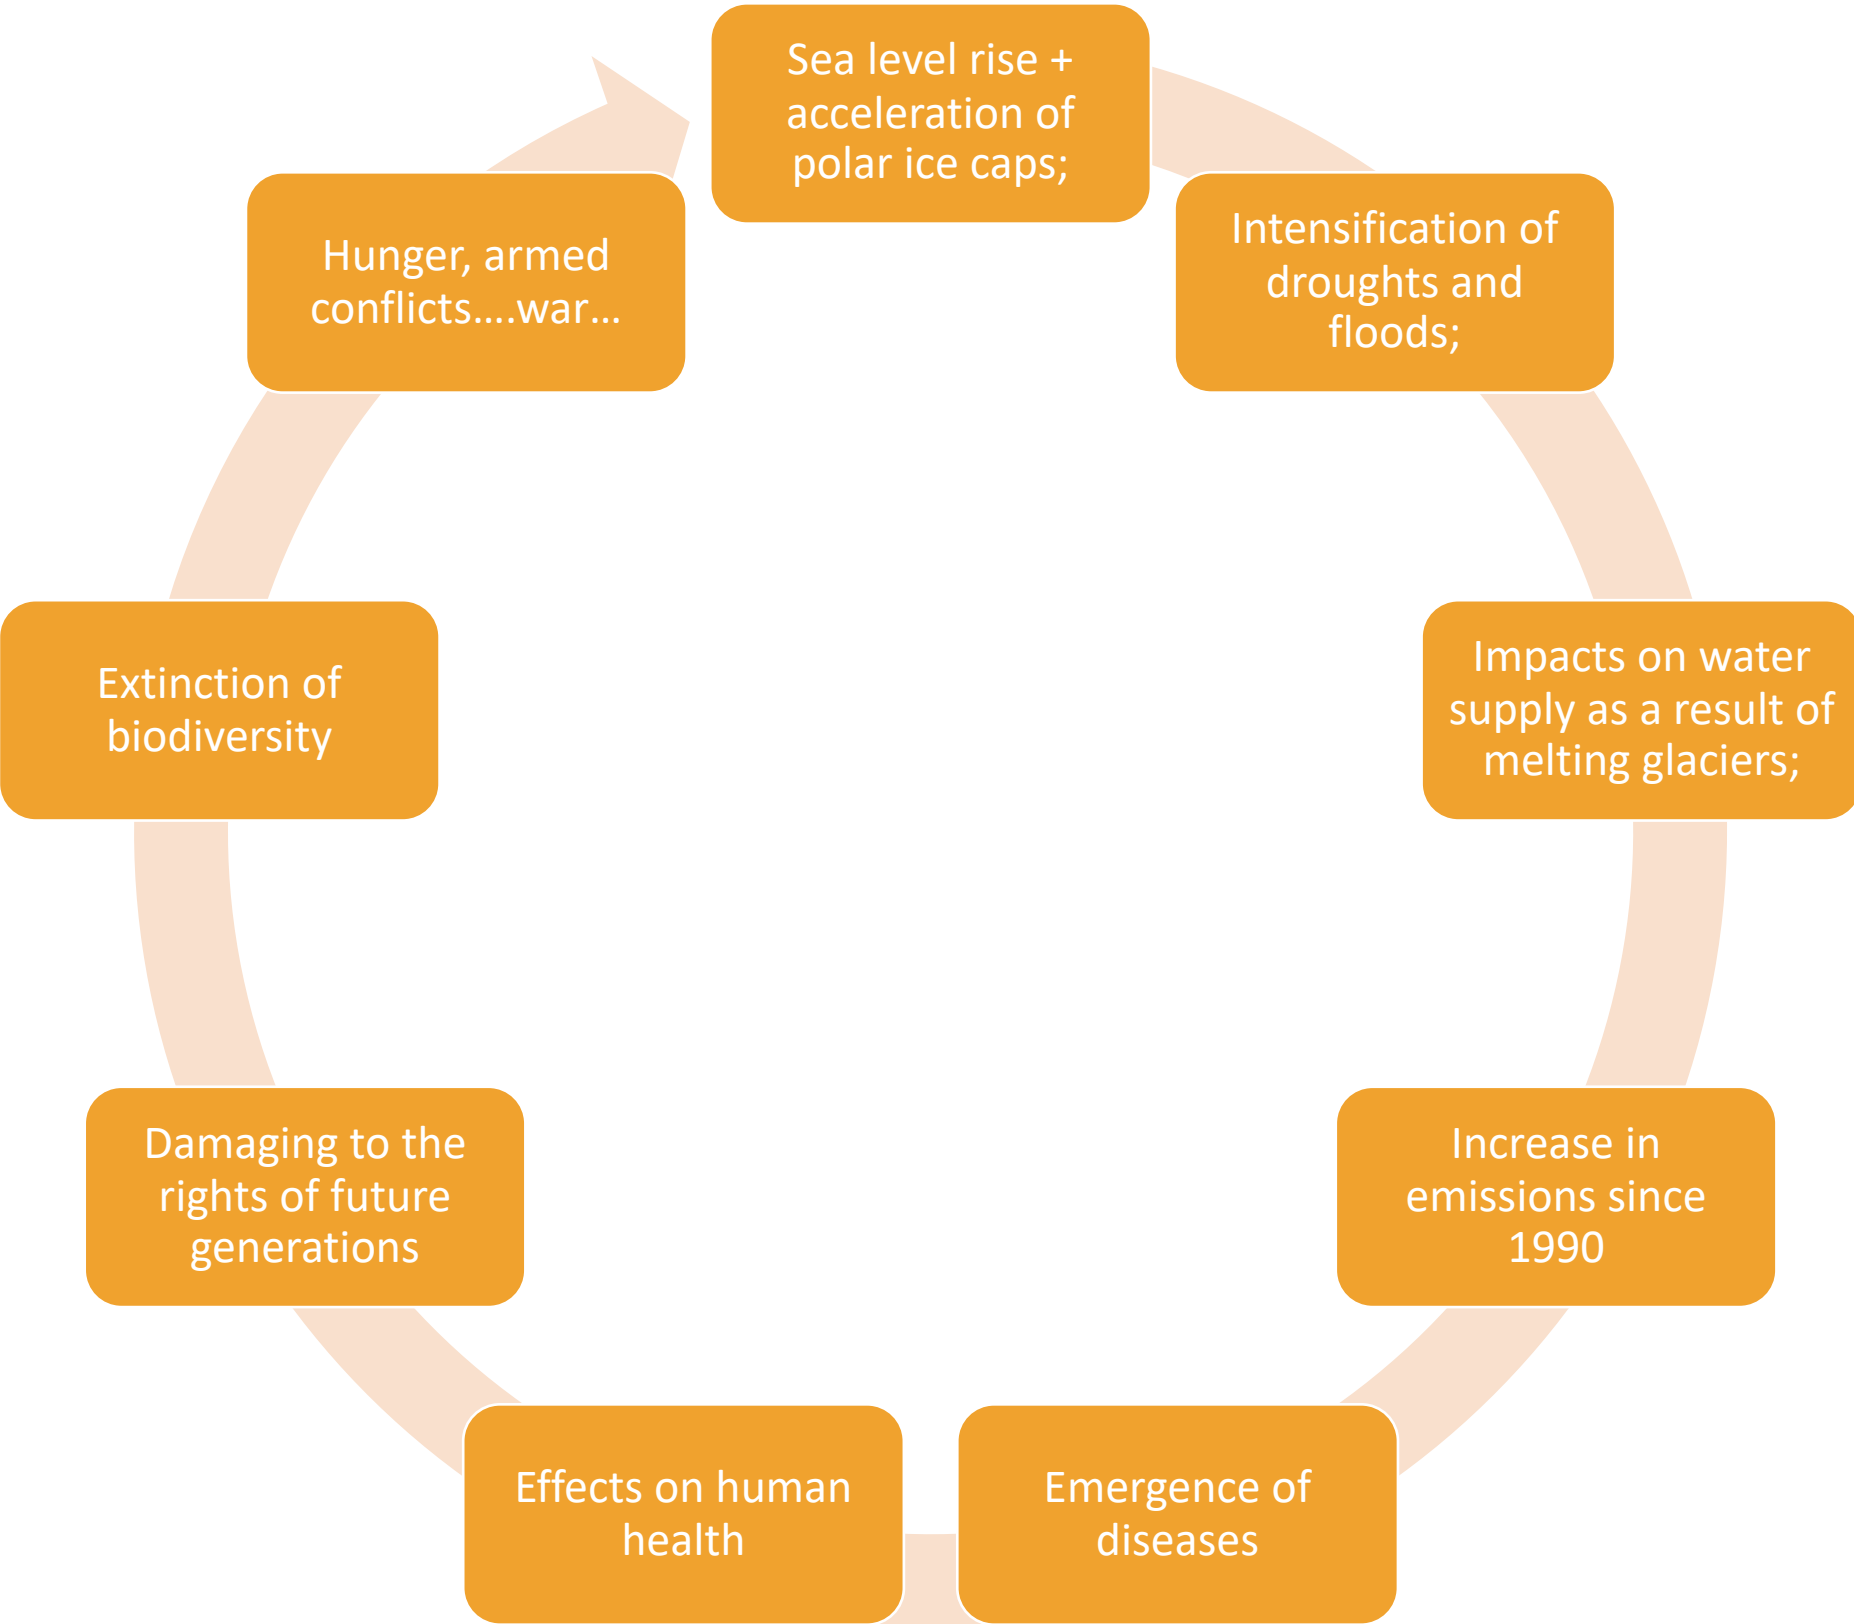 Sea level rise +
acceleration of
polar ice caps;
Intensification of
droughts and
floods;
Impacts on water
supply as a result of
melting glaciers;
Increase in
emissions since
1990
Emergence of
diseases
Effects on human
health
Damaging to the
rights of future
generations
Extinction of
biodiversity
Hunger, armed
conflicts....war...